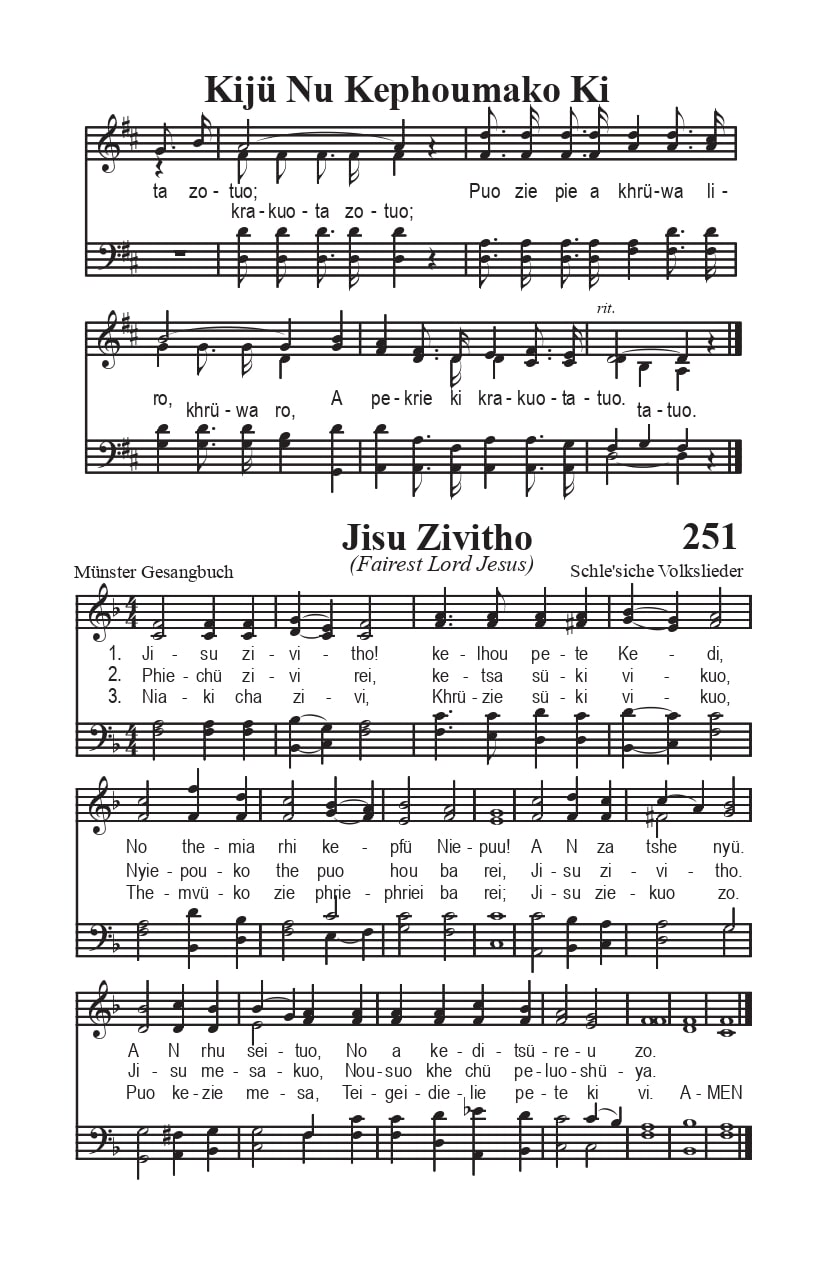 Kijü Nu Kephoumako Ki
ta zo - tuo; Puo zie pie a khrü-wa li -
kra - kuo - ta zo - tuo;
rit.
ro, A pe - krie ki kra - kuo - ta - tuo.
khrü - wa ro, ta - tuo.
Jisu Zivitho 251
(Fairest Lord Jesus)
Münster Gesangbuch Schle'siche Volkslieder
1. Ji - su zi - vi - tho! ke - lhou pe - te Ke - di,
2. Phie - chü zi - vi rei, ke - tsa sü - ki vi - kuo,
3. Nia - ki cha zi - vi, Khrü - zie sü - ki vi - kuo,
No the - mia rhi ke - pfü Nie - puu! A N za tshe nyü.
Nyie - pou - ko the puo hou ba rei, Ji - su zi - vi - tho.
The - mvü - ko zie phrie - phriei ba rei; Ji - su zie - kuo zo.
A N rhu sei - tuo, No a ke - di - tsü - re - u zo.
Ji - su me - sa - kuo, Nou - suo khe chü pe - luo - shü - ya.
Puo ke - zie me - sa, Tei - gei - die - lie pe - te ki vi. A - MEN